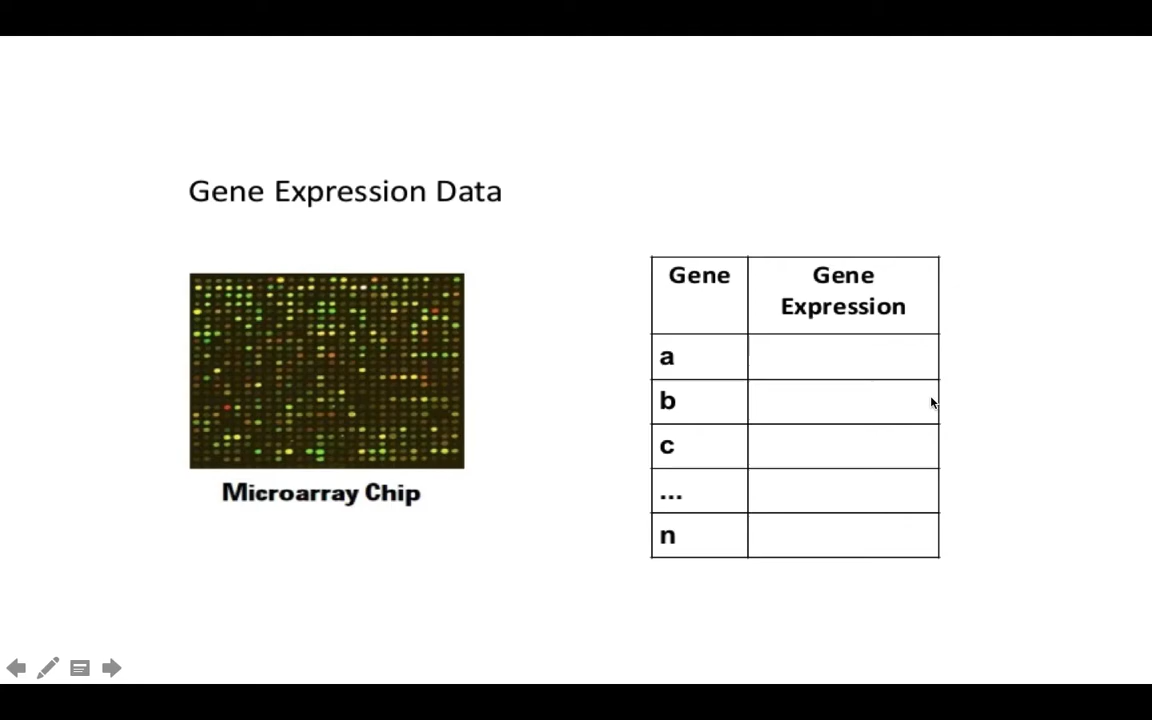 Gene Expression Data
Microarray Chip
Gene
Gene
Expression
a
b
c
...
n